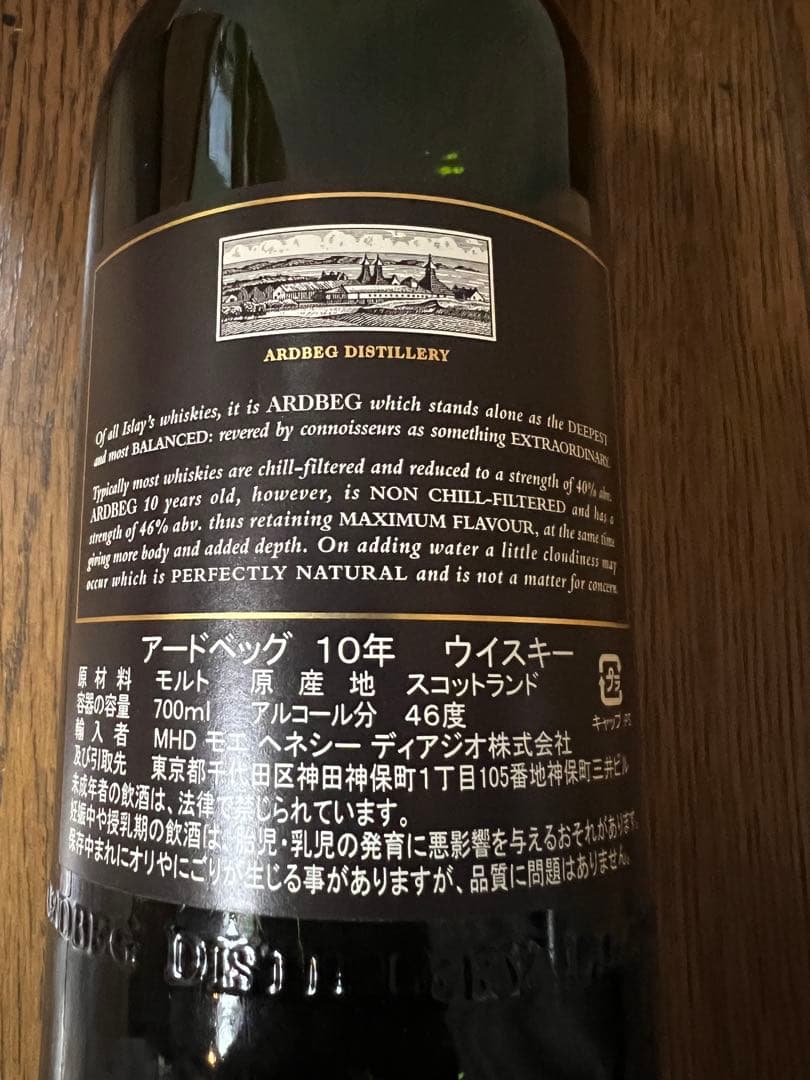 ARDBEG DISTILLERY
Of all Islay's whiskies, it is ARDBEG which stands alone as the DEEPEST
and most BALANCED: revered by connoisseurs as something EXTRAORDINARY.
Typically most whiskies are chill-filtered and reduced to a strength of 40% abv.
ARDBEG 10 years old, however, is NON CHILL-FILTERED and has a
strength of 46% abv. thus retaining MAXIMUM FLAVOUR, at the same time
giving more body and added depth. On adding water a little cloudiness may
occur which is PERFECTLY NATURAL and is not a matter for concern.
アードベッグ 10年 ウイスキー
原材料 モルト 原産地 スコットランド
容器の容量 700ml アルコール分 46度
プラ
キャップ
輸入者 MHD モエ ヘネシー ディアジオ株式会社
及び引取先 東京都千代田区神田神保町1丁目105番地神保町三井ビル
未成年者の飲酒は、法律で禁じられています。
妊娠中や授乳期の飲酒は、胎児・乳児の発育に悪影響を与えるおそれがあります。
保存中まれにオリやにごりが生じる事がありますが、品質に問題はありません。
ARDBEG DISTILLERY